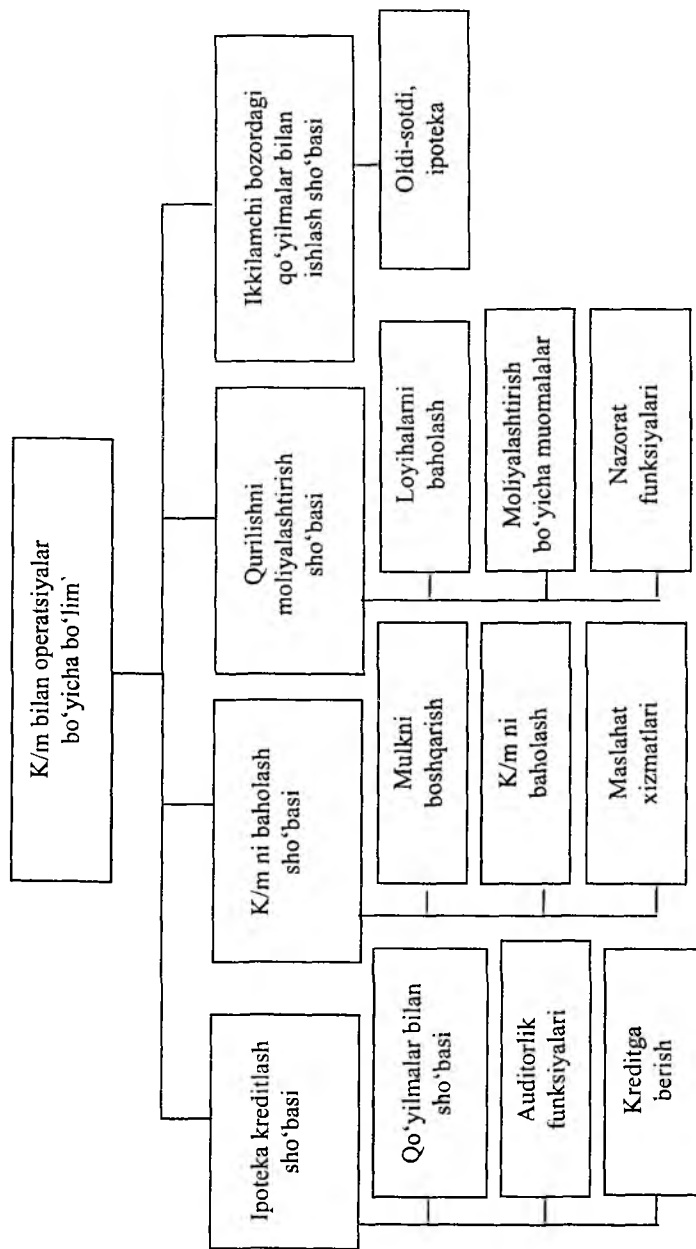 K/m bilan operatsiyalar
bo‘yicha bo‘lim`
Ipoteka kreditlash
sho‘basi
K/m ni baholash
sho‘basi
Qurilishni
moliyalashtirish
sho‘basi
Ikkilamchi bozordagi
qo‘yilmalar bilan
ishlash sho‘basi
Qo‘yilmalar bilan
sho‘basi
Auditorlik
funksiyalari
Kreditga
berish
Mulkni
boshqarish
K/m ni
baholash
Maslahat
xizmatlari
Loyihalarni
baholash
Moliyalashtirish
bo‘yicha muomalalar
Nazorat
funksiyalari
Oldi-sotdi,
ipoteka